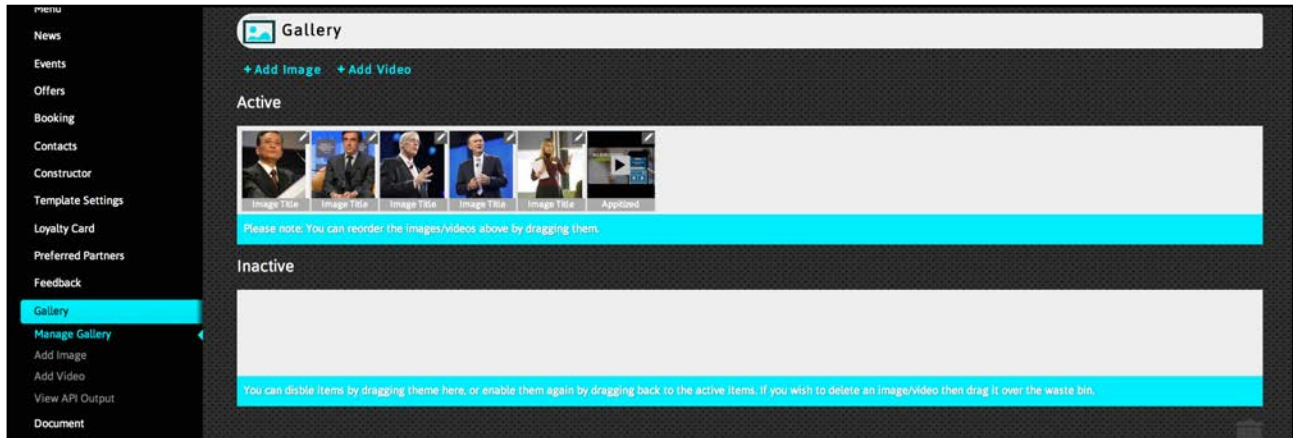 Menu
News
Events
Offers
Booking
Contacts
Constructor
Template Settings
Loyalty Card
Preferred Partners
Feedback
Gallery
Manage Gallery
Add Image
Add Video
View API Output
Document
Gallery
+ Add Image + Add Video
Active
Image Title Image Title Image Title Image Title Image Title Appitized
Please note: You can reorder the images/videos above by dragging them.
Inactive
You can disble items by dragging theme here, or enable them again by dragging back to the active items. If you wish to delete an image/video then drag it over the waste bin.